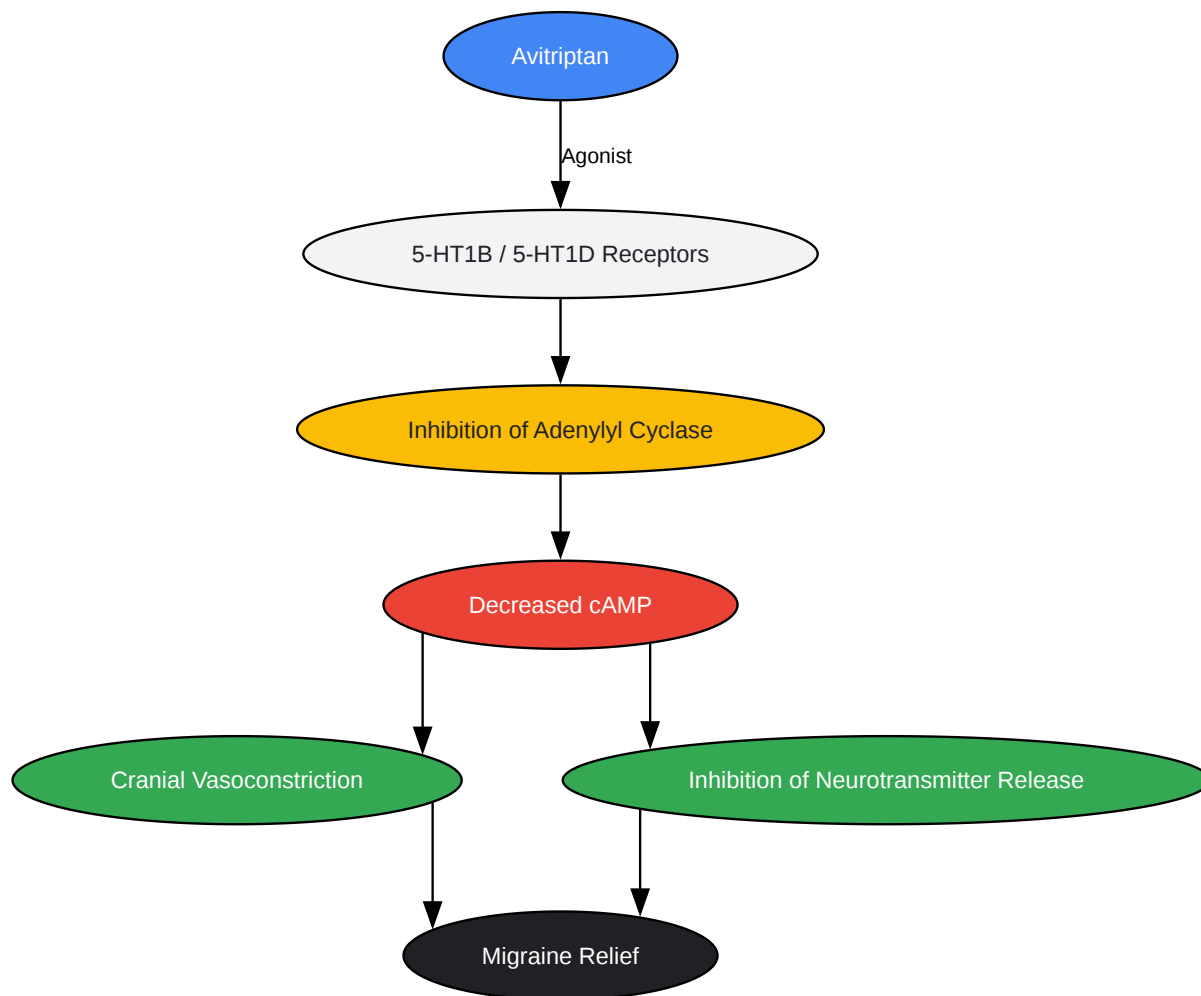 Avitriptan
Agonist
5-HT1B / 5-HT1D Receptors
Inhibition of Adenylyl Cyclase
Decreased cAMP
Cranial Vasoconstriction
Inhibition of Neurotransmitter Release
Migraine Relief